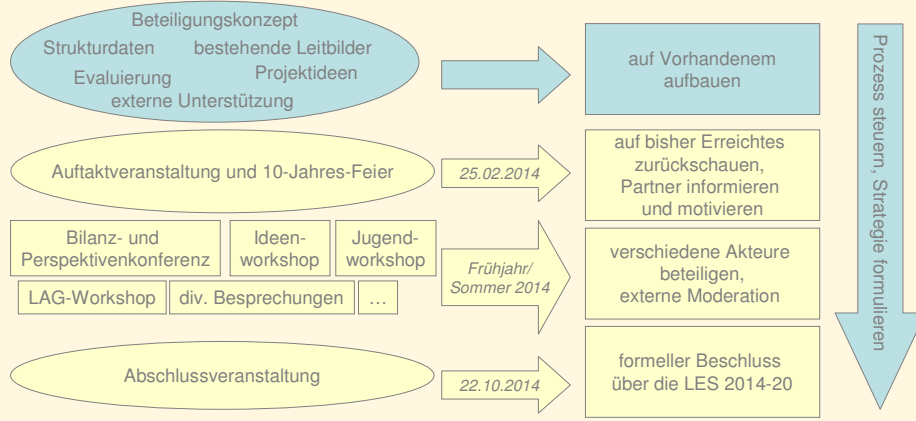 Beteiligungskonzept
Strukturdaten bestehende Leitbilder
Evaluierung Projektideen
externe Unterstützung
auf Vorhandenem
aufbauen
Auftaktveranstaltung und 10-Jahres-Feier
25.02.2014
auf bisher Erreichtes
zurückschauen,
Partner informieren
und motivieren
Bilanz- und
Perspektivenkonferenz
Ideen-
workshop
Jugend-
workshop
LAG-Workshop
div. Besprechungen
...
Frühjahr/
Sommer 2014
verschiedene Akteure
beteiligen,
externe Moderation
Abschlussveranstaltung
22.10.2014
formeller Beschluss
über die LES 2014-20
Prozess steuern, Strategie formulieren